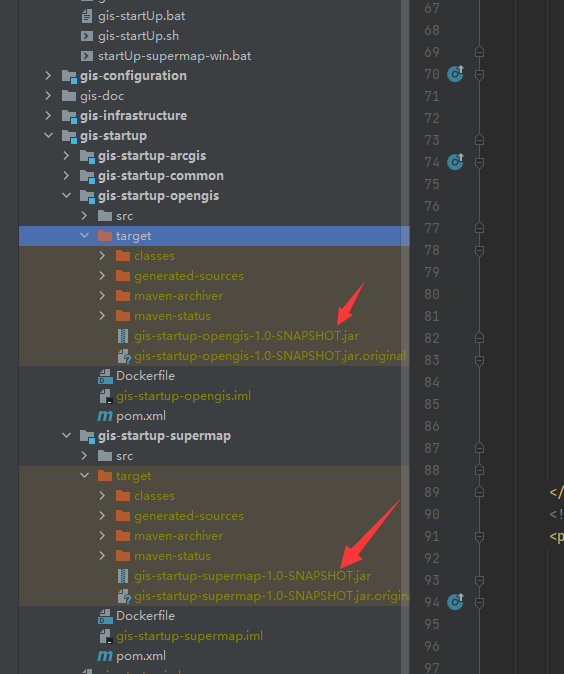 gis-startUp.bat
gis-startUp.sh
startUp-supermap-win.bat
gis-configuration
gis-doc
gis-infrastructure
gis-startup
gis-startup-arcgis
gis-startup-common
gis-startup-opengis
src
target
classes
generated-sources
maven-archiver
maven-status
gis-startup-opengis-1.0-SNAPSHOT.jar
gis-startup-opengis-1.0-SNAPSHOT.jar.original
Dockerfile
gis-startup-opengis.iml
pom.xml
gis-startup-supermap
src
target
classes
generated-sources
maven-archiver
maven-status
gis-startup-supermap-1.0-SNAPSHOT.jar
gis-startup-supermap-1.0-SNAPSHOT.jar.origin
Dockerfile
gis-startup-supermap.iml
pom.xml
67
68
69
70
71
72
73
74
75
76
77
78
79
80
81
82
83
84
85
86
87
88
89 </
90 <!
91 <p
92
93
94
95
96
97